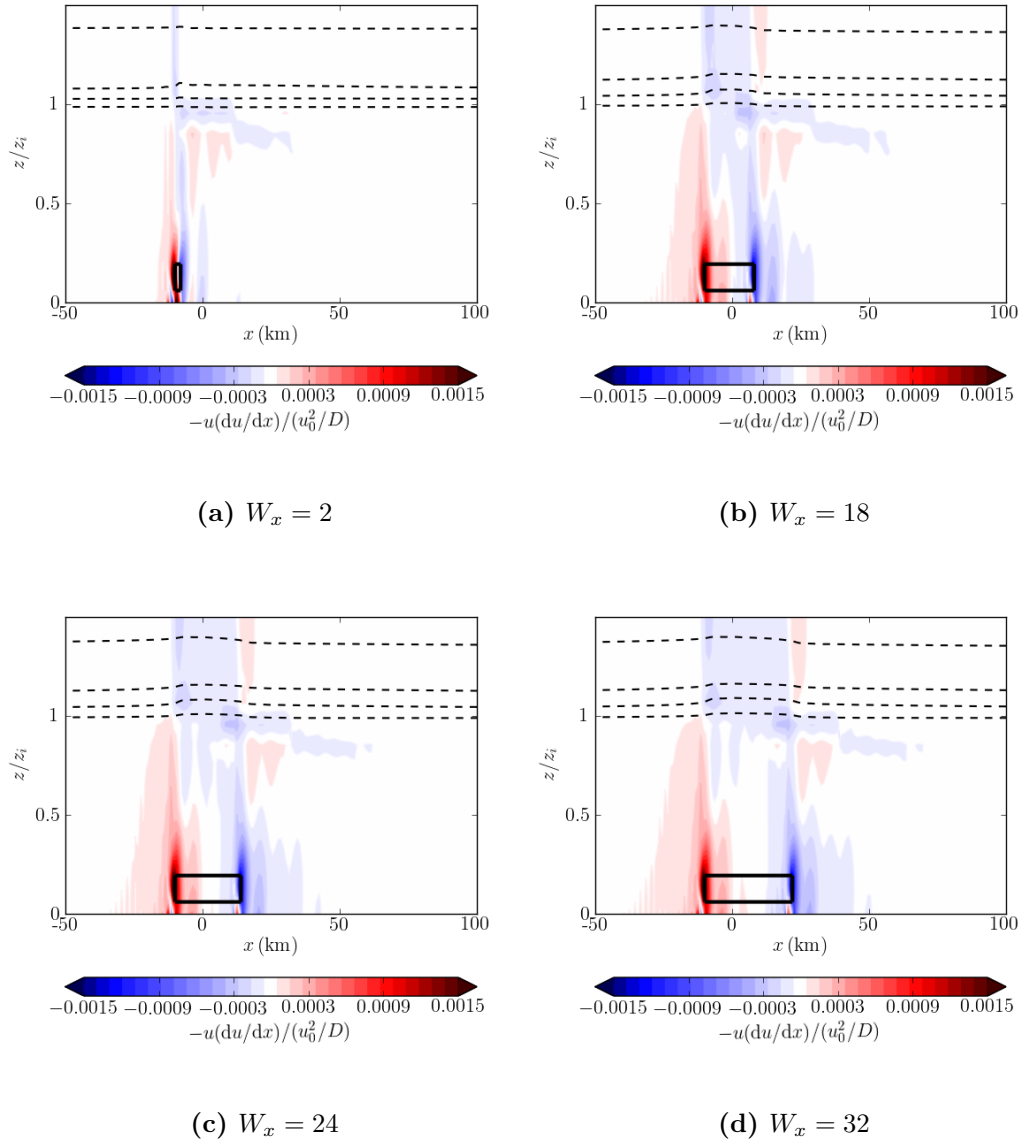 z/z_i
1
0.5
0
-50
0
50
100
x (km)
−0.0015 −0.0009 −0.0003 0.0003 0.0009 0.0015
−u(du/dx)/(u_0^2/D)
(a) W_x = 2
z/z_i
1
0.5
0
-50
0
50
100
x (km)
−0.0015 −0.0009 −0.0003 0.0003 0.0009 0.0015
−u(du/dx)/(u_0^2/D)
(b) W_x = 18
z/z_i
1
0.5
0
-50
0
50
100
x (km)
−0.0015 −0.0009 −0.0003 0.0003 0.0009 0.0015
−u(du/dx)/(u_0^2/D)
(c) W_x = 24
z/z_i
1
0.5
0
-50
0
50
100
x (km)
−0.0015 −0.0009 −0.0003 0.0003 0.0009 0.0015
−u(du/dx)/(u_0^2/D)
(d) W_x = 32